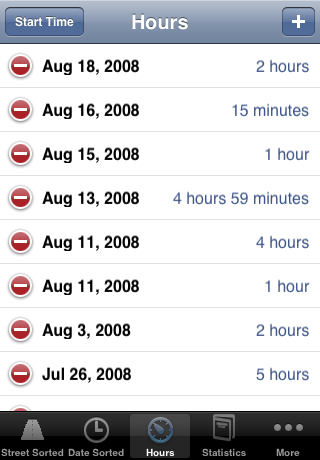 Start Time Hours +
Aug 18, 2008 2 hours
Aug 16, 2008 15 minutes
Aug 15, 2008 1 hour
Aug 13, 2008 4 hours 59 minutes
Aug 11, 2008 4 hours
Aug 11, 2008 1 hour
Aug 3, 2008 2 hours
Jul 26, 2008 5 hours
Street Sorted Date Sorted Hours Statistics More